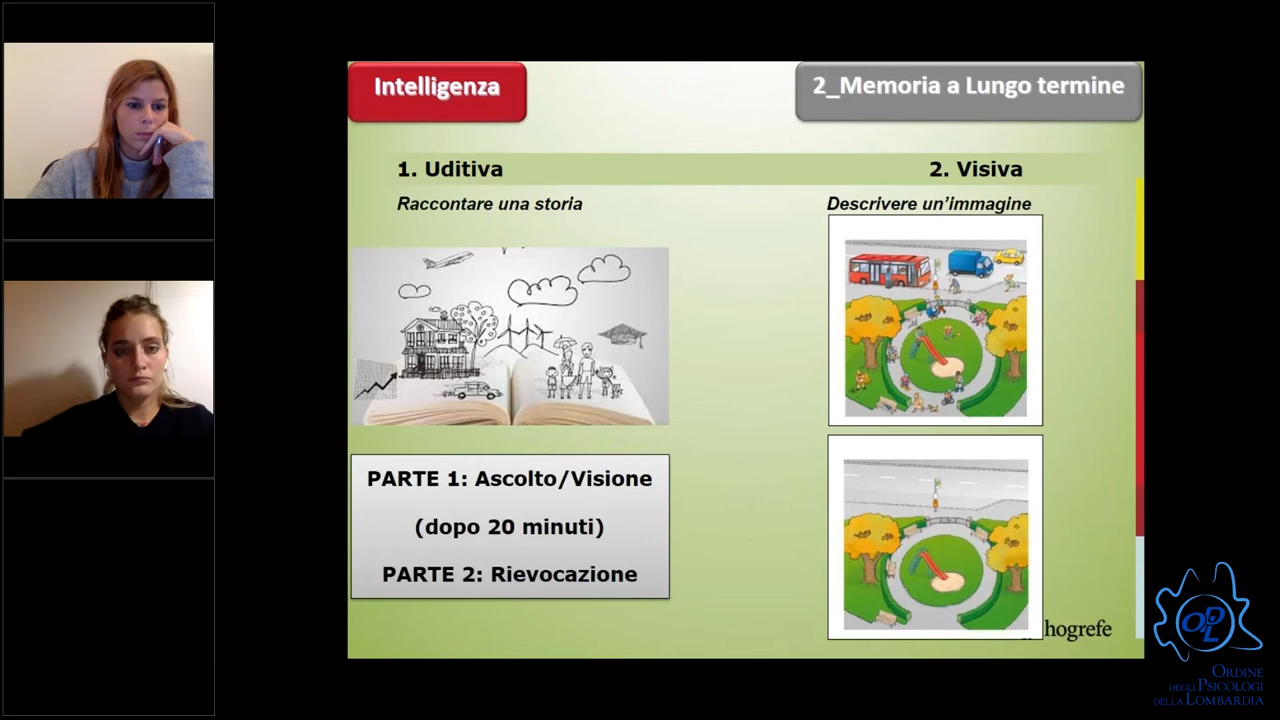 Intelligenza
2_Memoria a Lungo termine
1. Uditiva
2. Visiva
Raccontare una storia
Descrivere un'immagine
PARTE 1: Ascolto/Visione
(dopo 20 minuti)
PARTE 2: Rievocazione
hogrefe
OPL
ORDINE
DEGLI PSICOLOGI
DELLA LOMBARDIA